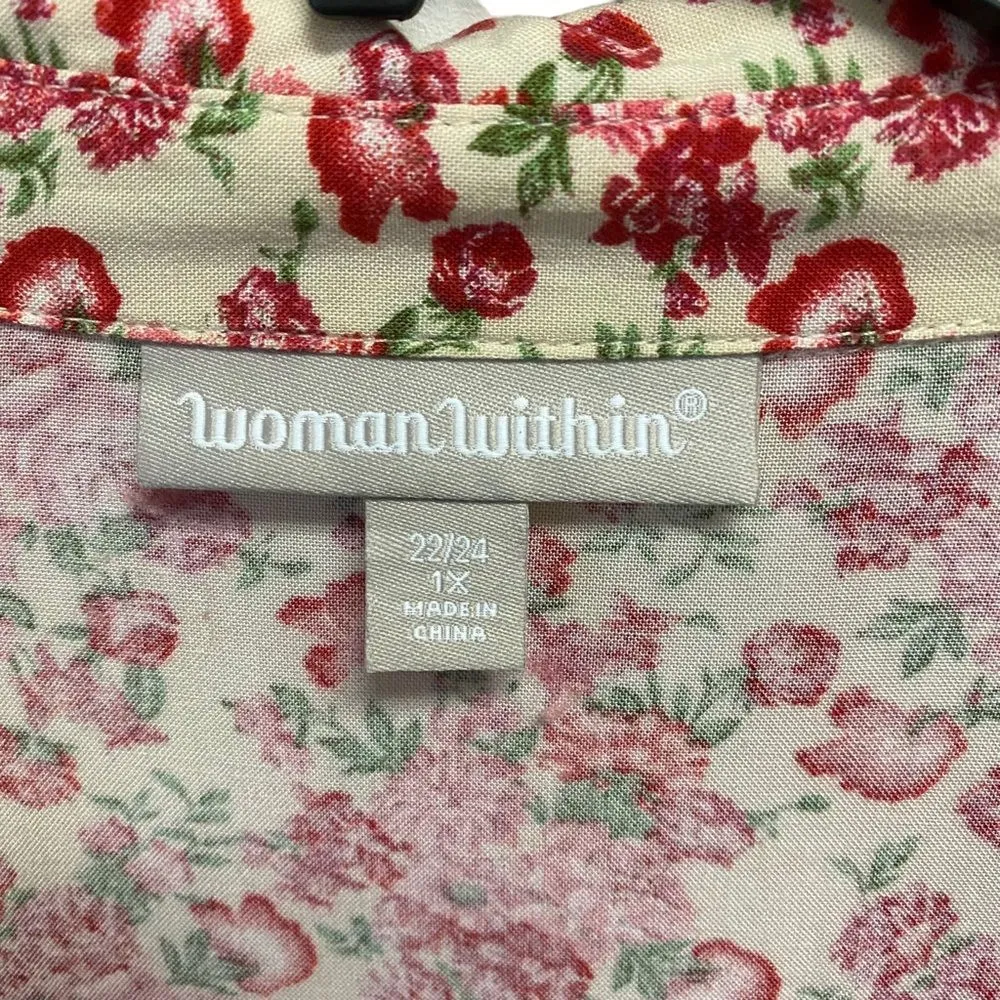 woman within®
22/24
1X
MADE IN
CHINA